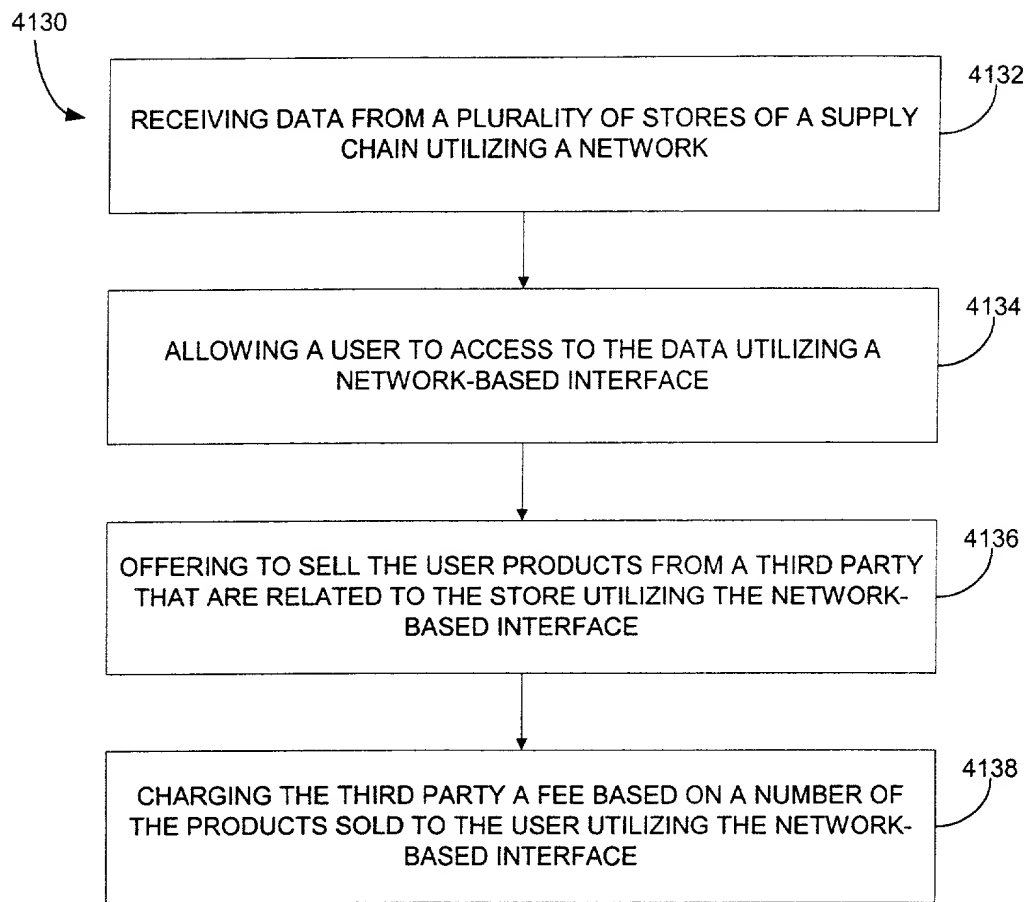 4130
4132
RECEIVING DATA FROM A PLURALITY OF STORES OF A SUPPLY
CHAIN UTILIZING A NETWORK
4134
ALLOWING A USER TO ACCESS TO THE DATA UTILIZING A
NETWORK-BASED INTERFACE
4136
OFFERING TO SELL THE USER PRODUCTS FROM A THIRD PARTY
THAT ARE RELATED TO THE STORE UTILIZING THE NETWORK-
BASED INTERFACE
4138
CHARGING THE THIRD PARTY A FEE BASED ON A NUMBER OF
THE PRODUCTS SOLD TO THE USER UTILIZING THE NETWORK-
BASED INTERFACE